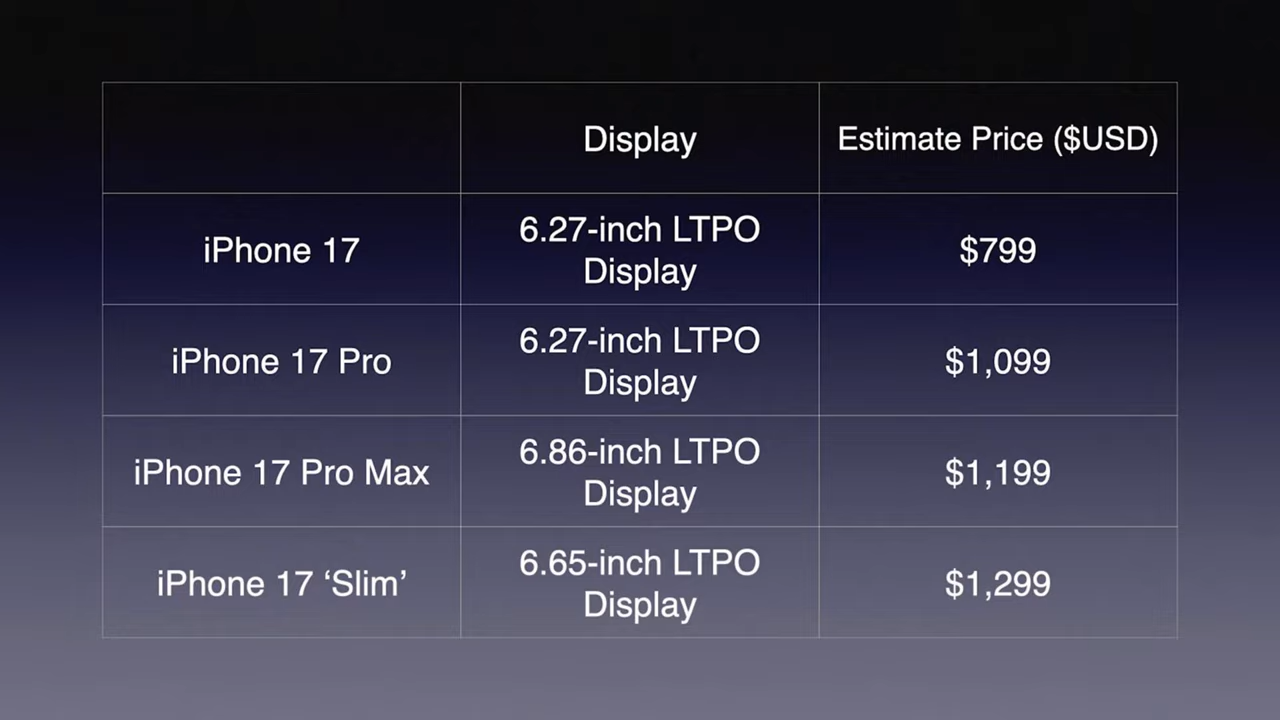 Display
Estimate Price ($USD)
iPhone 17
6.27-inch LTPO
Display
$799
iPhone 17 Pro
6.27-inch LTPO
Display
$1,099
iPhone 17 Pro Max
6.86-inch LTPO
Display
$1,199
iPhone 17 ‘Slim’
6.65-inch LTPO
Display
$1,299